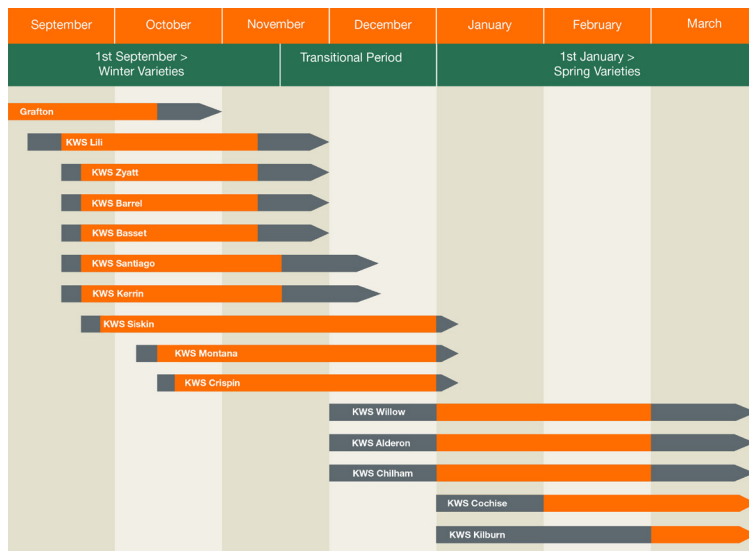 September October November December January February March
1st September >
Winter Varieties
Transitional Period
1st January >
Spring Varieties
Grafton
KWS Lili
KWS Zyatt
KWS Barrel
KWS Basset
KWS Santiago
KWS Kerrin
KWS Siskin
KWS Montana
KWS Crispin
KWS Willow
KWS Alderon
KWS Chilham
KWS Cochise
KWS Kilburn